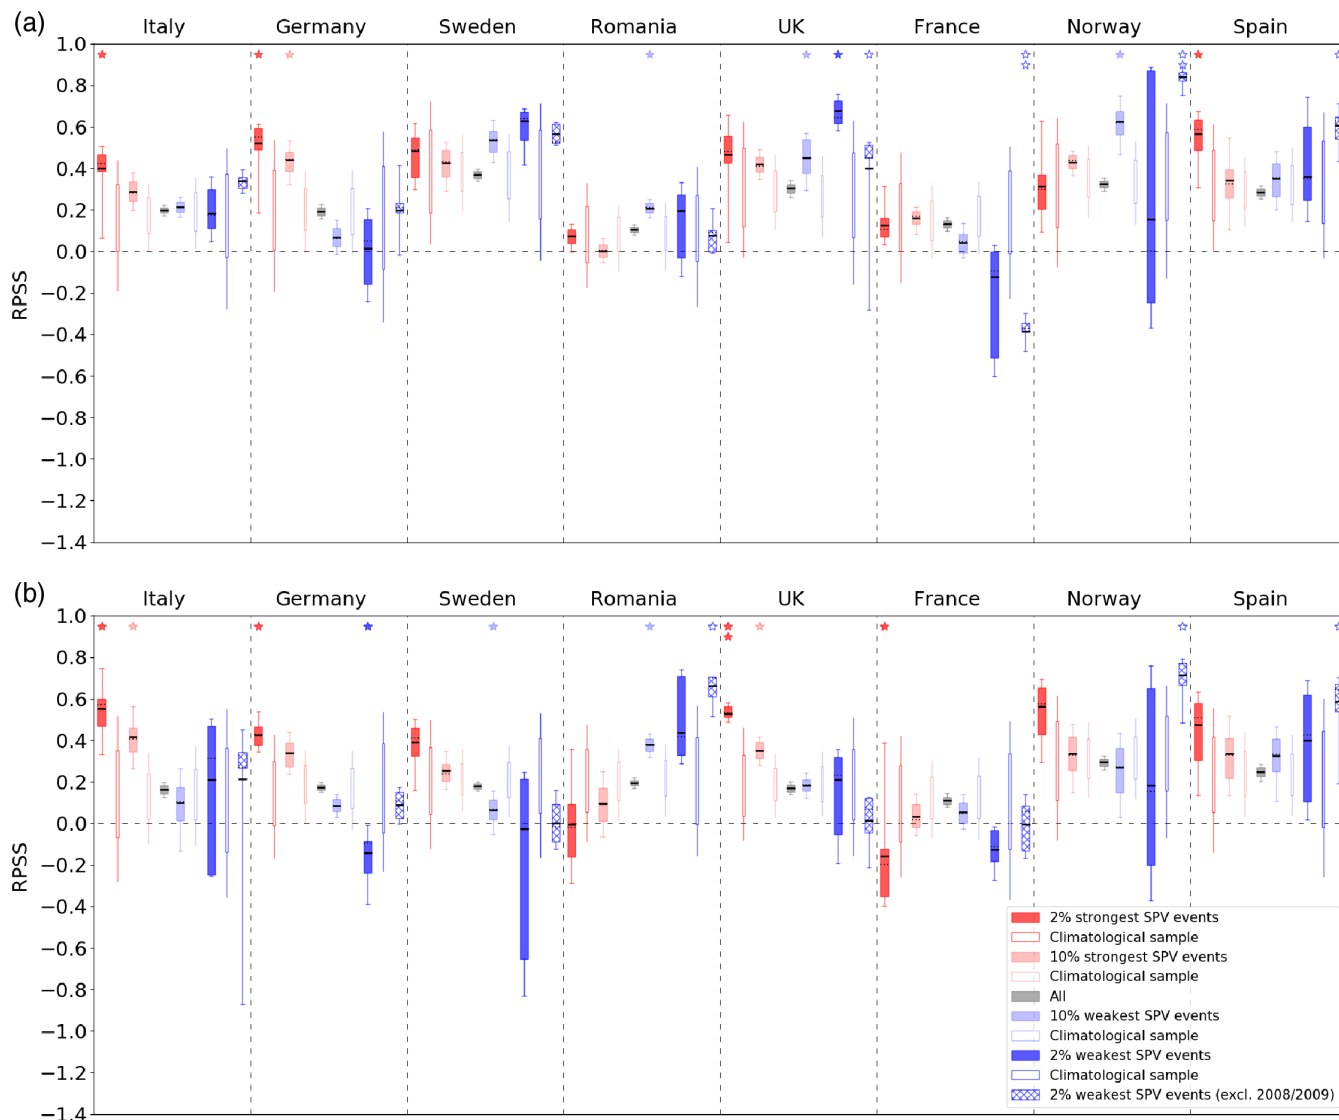 (a)
Italy Germany Sweden Romania UK France Norway Spain
1.0
0.8
0.6
0.4
0.2
0.0
−0.2
−0.4
−0.6
−0.8
−1.0
−1.2
−1.4
RPSS
(b)
Italy Germany Sweden Romania UK France Norway Spain
1.0
0.8
0.6
0.4
0.2
0.0
−0.2
−0.4
−0.6
−0.8
−1.0
−1.2
−1.4
RPSS
2% strongest SPV events
Climatological sample
10% strongest SPV events
Climatological sample
All
10% weakest SPV events
Climatological sample
2% weakest SPV events
Climatological sample
2% weakest SPV events (excl. 2008/2009)